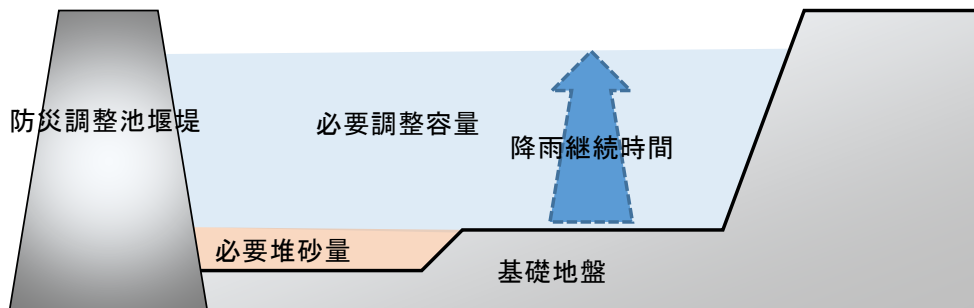 防災調整池堰堤
必要調整容量
降雨継続時間
必要堆砂量
基礎地盤